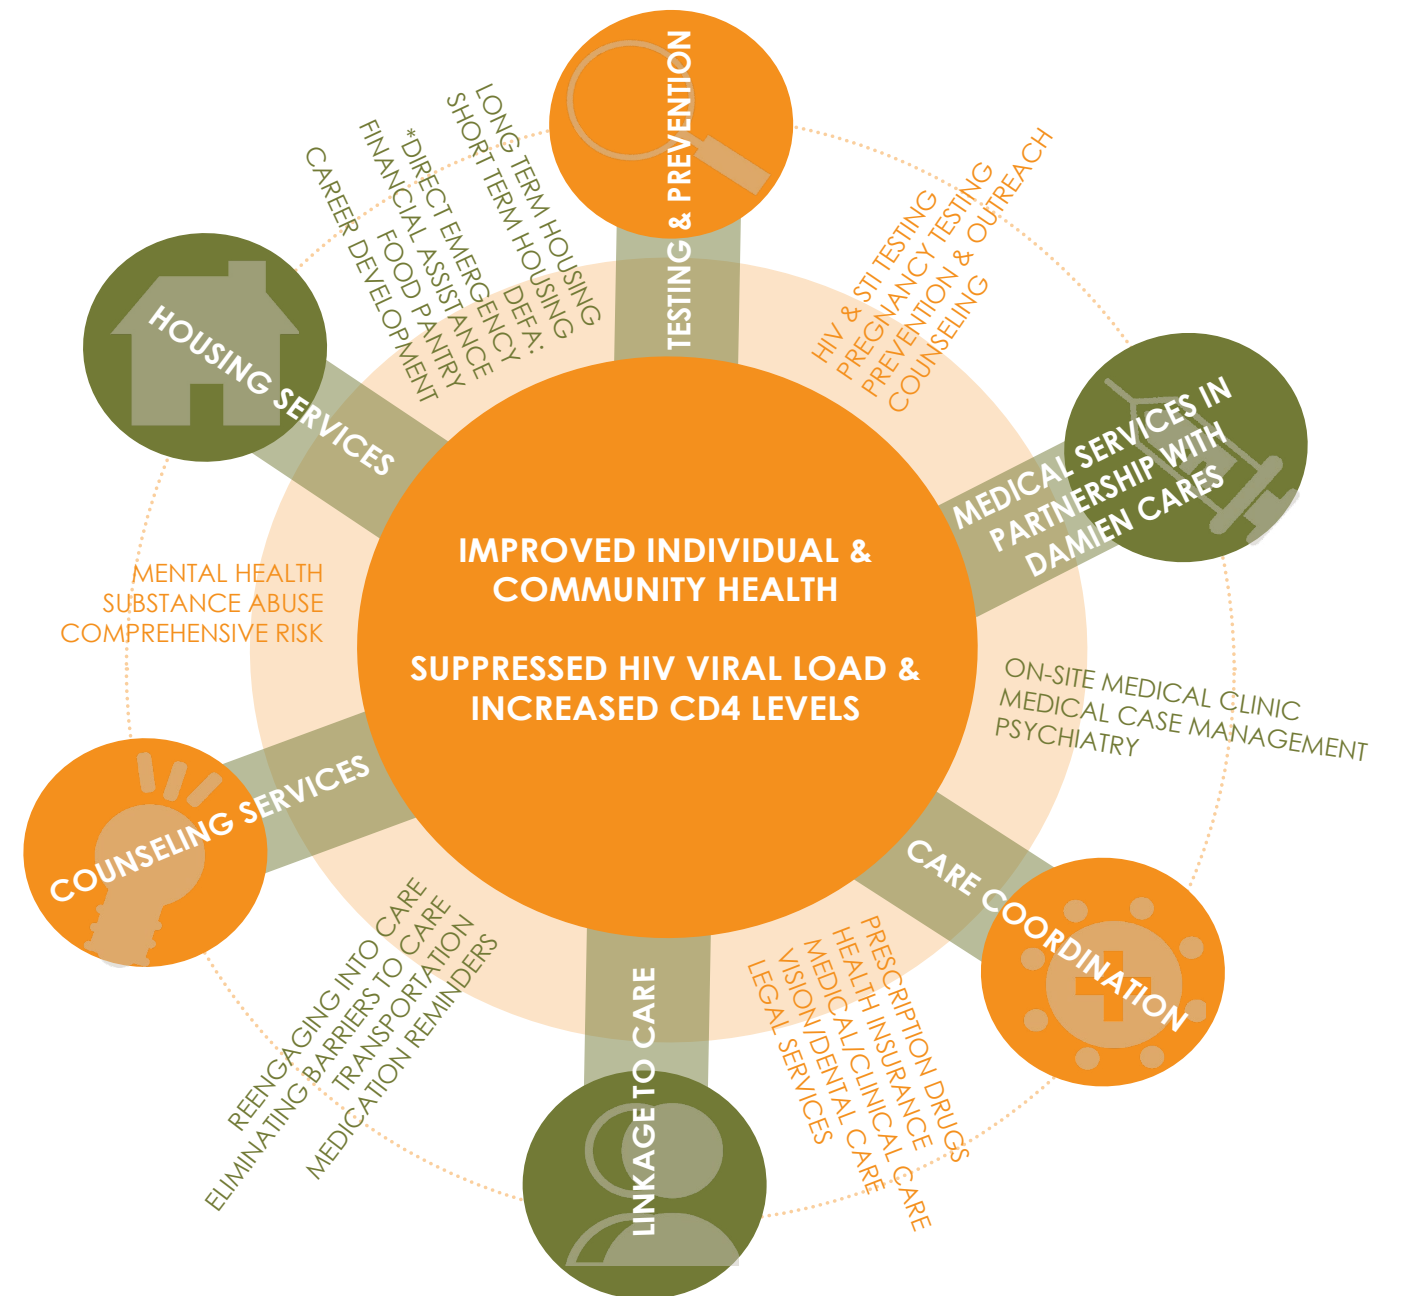 TESTING & PREVENTION
HIV & STI TESTING
PREGNANCY TESTING
PREVENTION & OUTREACH
COUNSELING
MEDICAL SERVICES IN
PARTNERSHIP WITH
DAMIEN CARES
ON-SITE MEDICAL CLINIC
MEDICAL CASE MANAGEMENT
PSYCHIATRY
CARE COORDINATION
PRESCRIPTION DRUGS
HEALTH INSURANCE
MEDICAL/CLINICAL CARE
VISION/DENTAL CARE
LEGAL SERVICES
LINKAGE TO CARE
REENGAGING INTO CARE
ELIMINATING BARRIERS TO CARE
TRANSPORTATION
MEDICATION REMINDERS
COUNSELING SERVICES
MENTAL HEALTH
SUBSTANCE ABUSE
COMPREHENSIVE RISK
HOUSING SERVICES
LONG TERM HOUSING
SHORT TERM HOUSING
DEFA:
*DIRECT EMERGENCY
FINANCIAL ASSISTANCE
FOOD PANTRY
CAREER DEVELOPMENT
IMPROVED INDIVIDUAL &
COMMUNITY HEALTH
SUPPRESSED HIV VIRAL LOAD &
INCREASED CD4 LEVELS